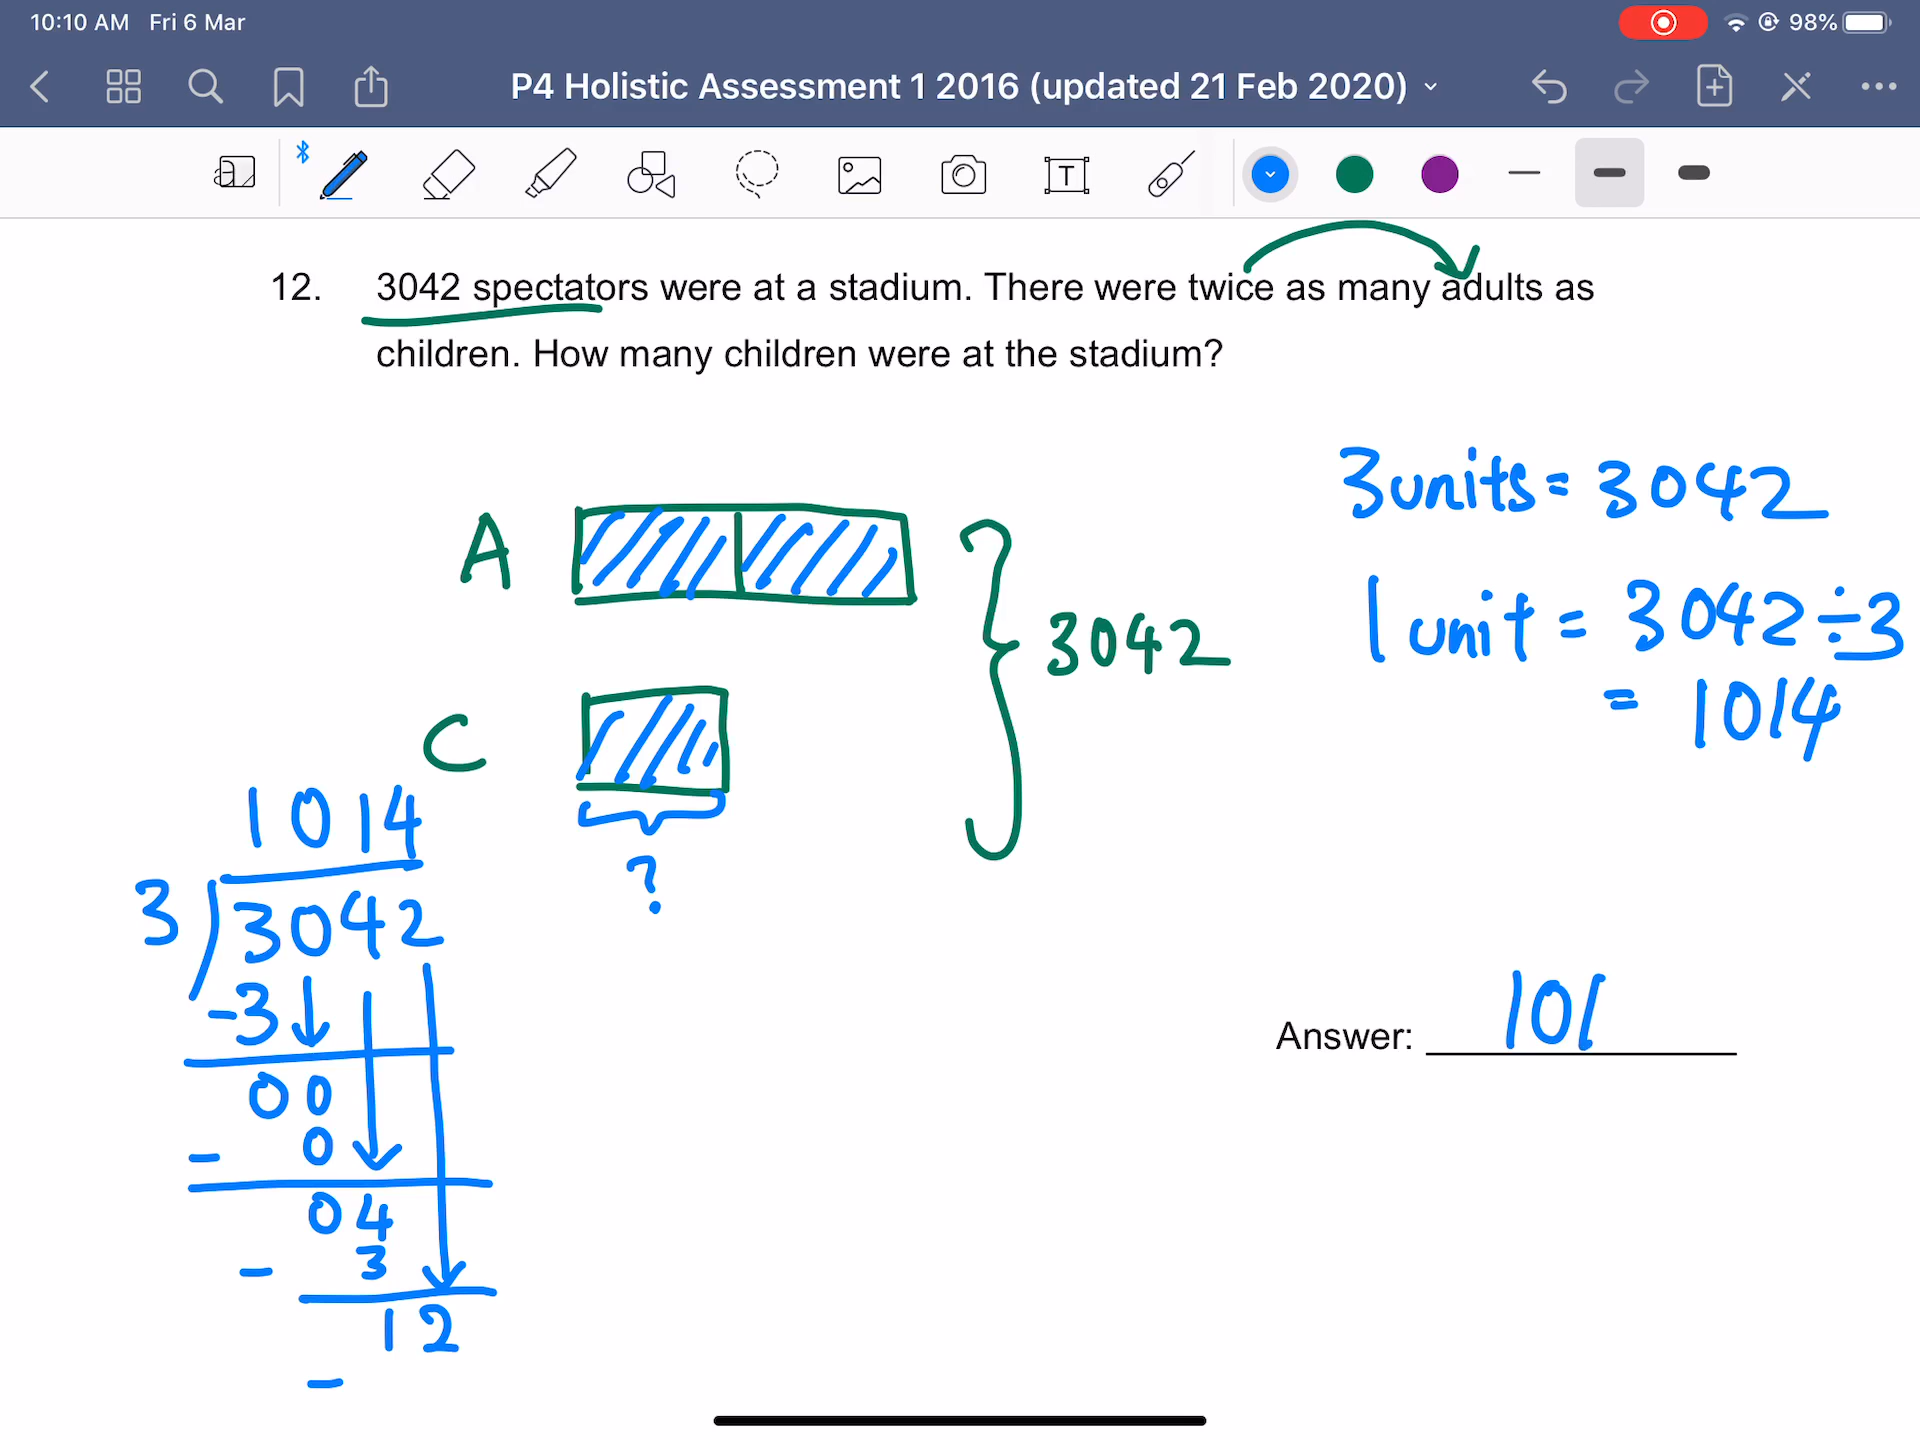 10:10 AM Fri 6 Mar
98%
P4 Holistic Assessment 1 2016 (updated 21 Feb 2020)
a
T
12. 3042 spectators were at a stadium. There were twice as many adults as
children. How many children were at the stadium?
A
3042
C
?
3 units = 3042
1 unit = 3042 ÷ 3
= 1014
1014
3 3042
-3
00
- 0
04
- 3
12
-
Answer: 101